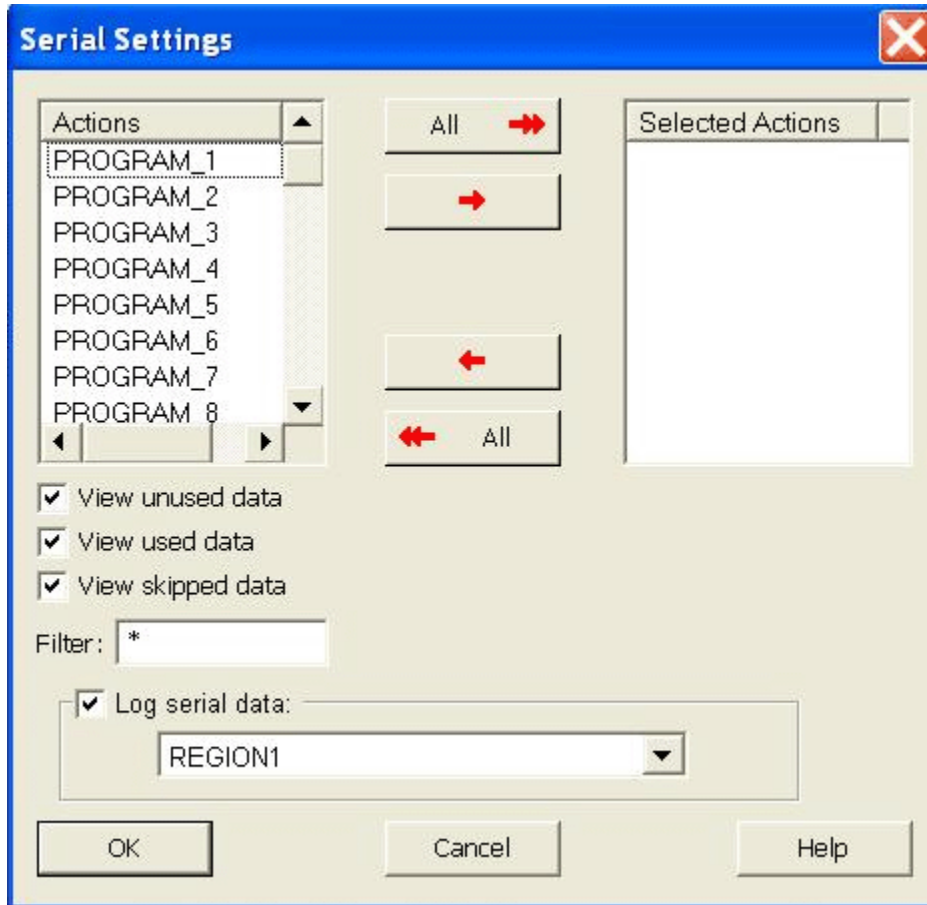 Serial Settings
Actions
PROGRAM_1
PROGRAM_2
PROGRAM_3
PROGRAM_4
PROGRAM_5
PROGRAM_6
PROGRAM_7
PROGRAM_8
All
All
Selected Actions
View unused data
View used data
View skipped data
Filter: *
Log serial data:
REGION1
OK Cancel Help